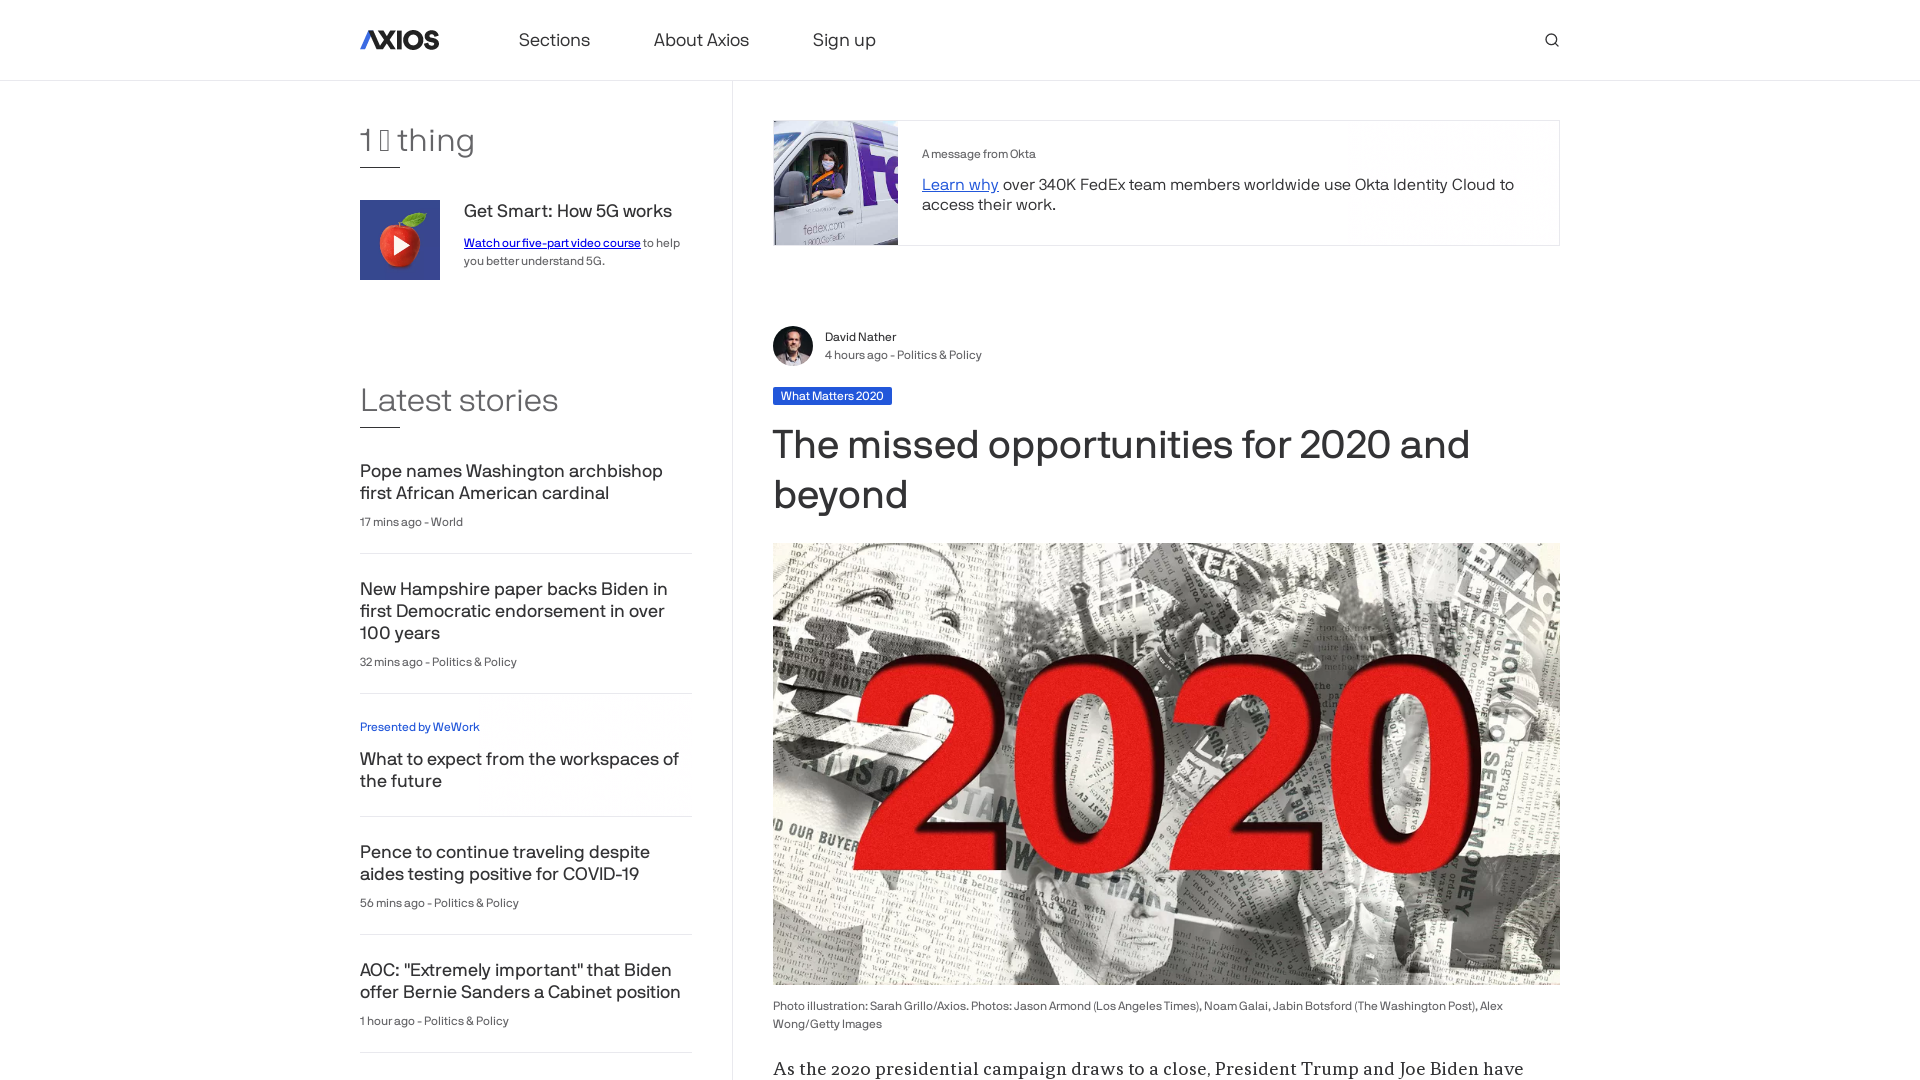 AXIOS
Sections
About Axios
Sign up
1 thing
Get Smart: How 5G works
Watch our five-part video course to help
you better understand 5G.
Latest stories
Pope names Washington archbishop
first African American cardinal
17 mins ago - World
New Hampshire paper backs Biden in
first Democratic endorsement in over
100 years
32 mins ago - Politics & Policy
Presented by WeWork
What to expect from the workspaces of
the future
Pence to continue traveling despite
aides testing positive for COVID-19
56 mins ago - Politics & Policy
AOC: "Extremely important" that Biden
offer Bernie Sanders a Cabinet position
1 hour ago - Politics & Policy
fedex.com
A message from Okta
Learn why over 340K FedEx team members worldwide use Okta Identity Cloud to
access their work.
David Nather
4 hours ago - Politics & Policy
What Matters 2020
The missed opportunities for 2020 and
beyond
2020
HOW TO SEND MONEY.
Photo illustration: Sarah Grillo/Axios. Photos: Jason Armond (Los Angeles Times), Noam Galai, Jabin Botsford (The Washington Post), Alex
Wong/Getty Images
As the 2020 presidential campaign draws to a close, President Trump and Joe Biden have